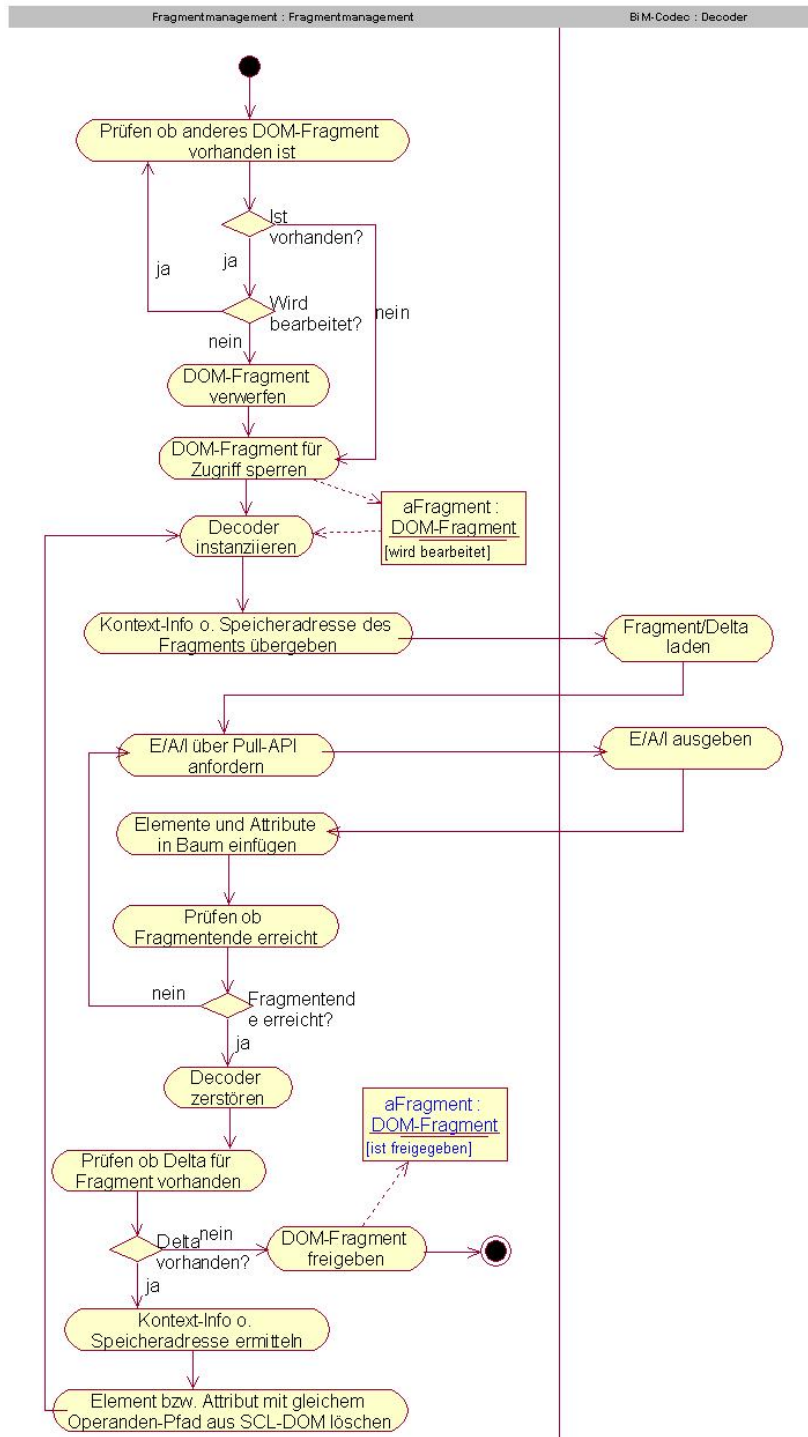 Fragmentmanagement : Fragmentmanagement
BiM-Codec : Decoder
Prüfen ob anderes DOM-Fragment
vorhanden ist
Ist
vorhanden?
ja
ja
Wird
bearbeitet?
nein
nein
DOM-Fragment
verwerfen
DOM-Fragment für
Zugriff sperren
aFragment :
DOM-Fragment
[wird bearbeitet]
Decoder
instanziieren
Kontext-Info o. Speicheradresse des
Fragments übergeben
Fragment/Delta
laden
E/A/I über Pull-API
anfordern
E/A/I ausgeben
Elemente und Attribute
in Baum einfügen
Prüfen ob
Fragmentende erreicht
nein
Fragmentend
e erreicht?
ja
Decoder
zerstören
aFragment :
DOM-Fragment
[ist freigegeben]
Prüfen ob Delta für
Fragment vorhanden
Delta
vorhanden?
nein
DOM-Fragment
freigeben
ja
Kontext-Info o.
Speicheradresse ermitteln
Element bzw. Attribut mit gleichem
Operanden-Pfad aus SCL-DOM löschen